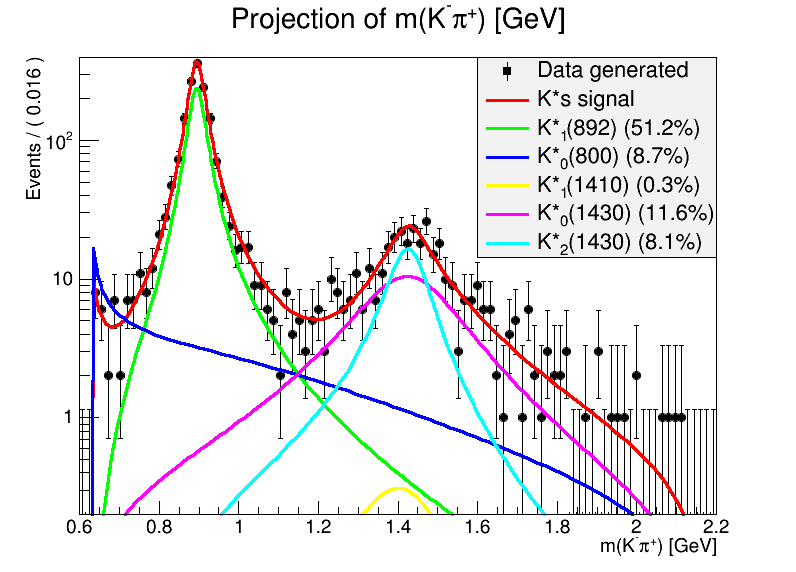 Projection of m(K⁻π⁺) [GeV]
Events / ( 0.016 )
Data generated
K*s signal
K*₁(892) (51.2%)
K*₀(800) (8.7%)
K*₁(1410) (0.3%)
K*₀(1430) (11.6%)
K*₂(1430) (8.1%)
10²
10
1
0.6 0.8 1 1.2 1.4 1.6 1.8 2 2.2
m(K⁻π⁺) [GeV]